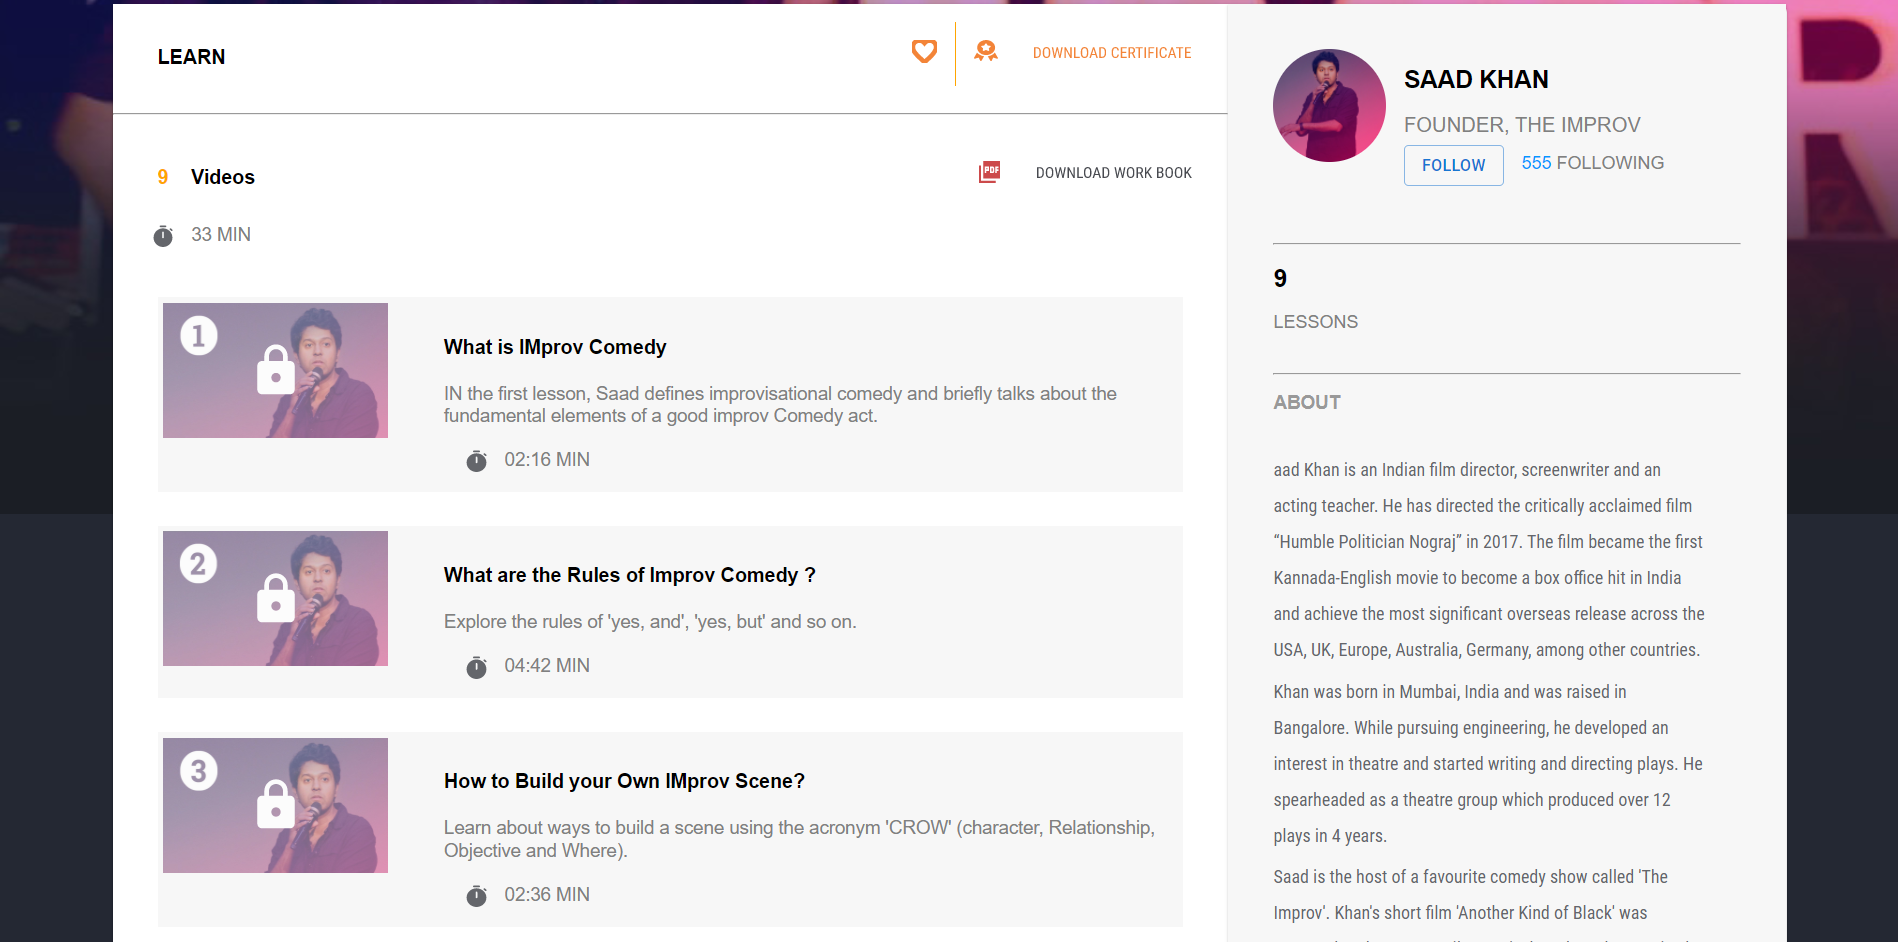 LEARN
DOWNLOAD CERTIFICATE
9 Videos
PDF
DOWNLOAD WORK BOOK
33 MIN
1
What is IMprov Comedy
IN the first lesson, Saad defines improvisational comedy and briefly talks about the
fundamental elements of a good improv Comedy act.
02:16 MIN
2
What are the Rules of Improv Comedy ?
Explore the rules of 'yes, and', 'yes, but' and so on.
04:42 MIN
3
How to Build your Own IMprov Scene?
Learn about ways to build a scene using the acronym 'CROW' (character, Relationship,
Objective and Where).
02:36 MIN
SAAD KHAN
FOUNDER, THE IMPROV
FOLLOW
555 FOLLOWING
9
LESSONS
ABOUT
aad Khan is an Indian film director, screenwriter and an
acting teacher. He has directed the critically acclaimed film
“Humble Politician Nograj” in 2017. The film became the first
Kannada-English movie to become a box office hit in India
and achieve the most significant overseas release across the
USA, UK, Europe, Australia, Germany, among other countries.
Khan was born in Mumbai, India and was raised in
Bangalore. While pursuing engineering, he developed an
interest in theatre and started writing and directing plays. He
spearheaded as a theatre group which produced over 12
plays in 4 years.
Saad is the host of a favourite comedy show called 'The
Improv'. Khan's short film 'Another Kind of Black' was